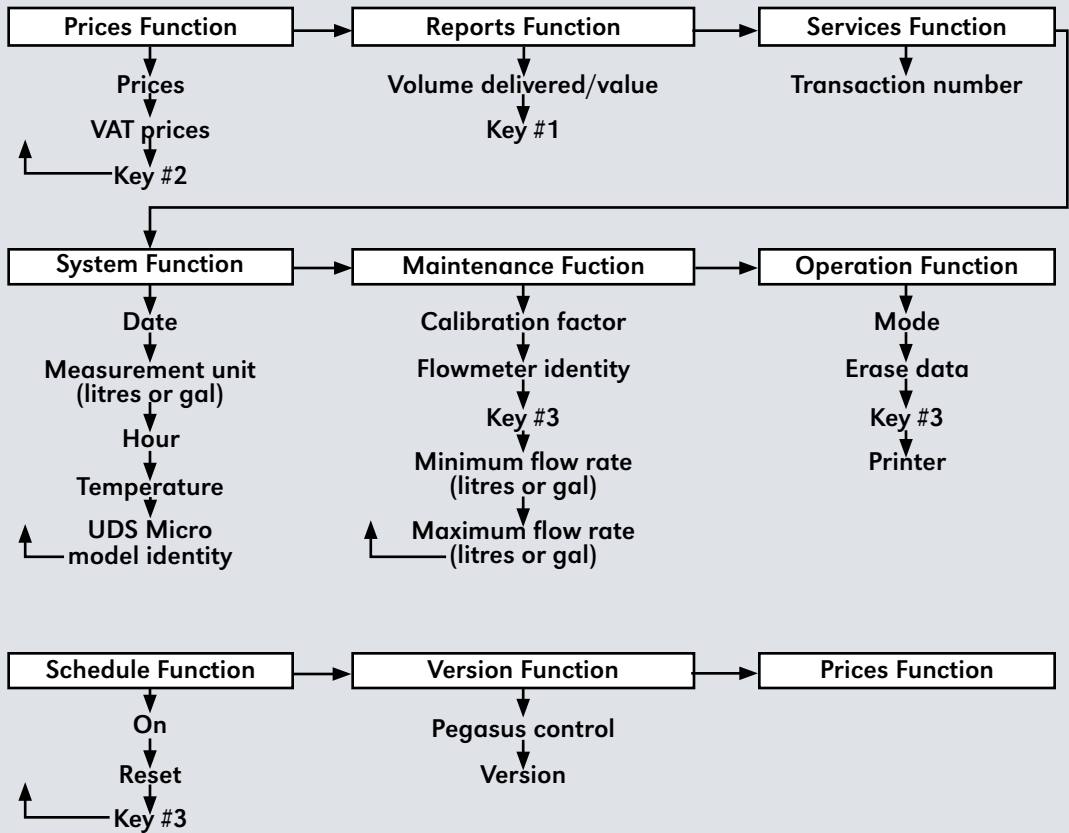 Prices Function
Prices
VAT prices
Key #2
Reports Function
Volume delivered/value
Key #1
Services Function
Transaction number
System Function
Date
Measurement unit
(litres or gal)
Hour
Temperature
UDS Micro
model identity
Maintenance Fuction
Calibration factor
Flowmeter identity
Key #3
Minimum flow rate
(litres or gal)
Maximum flow rate
(litres or gal)
Operation Function
Mode
Erase data
Key #3
Printer
Schedule Function
On
Reset
Key #3
Version Function
Pegasus control
Version
Prices Function